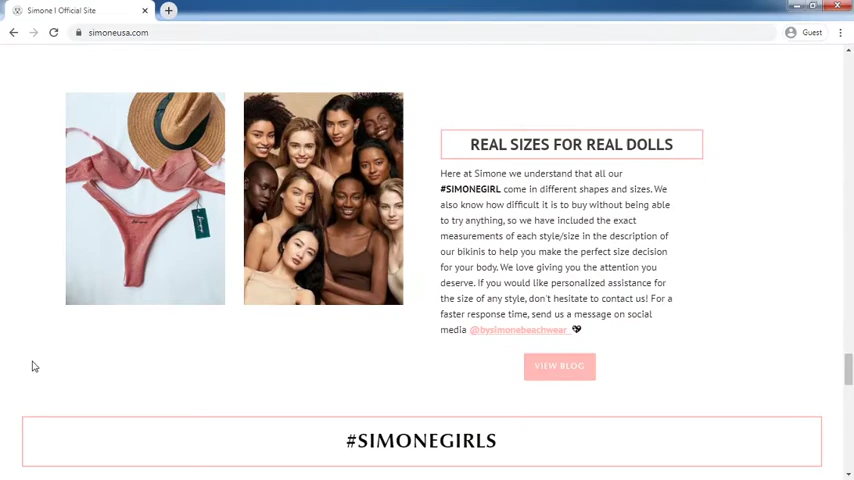 Simone | Official Site
simoneusa.com
Guest
REAL SIZES FOR REAL DOLLS
Here at Simone we understand that all our
#SIMONEGIRL come in different shapes and sizes. We
also know how difficult it is to buy without being able
to try anything, so we have included the exact
measurements of each style/size in the description of
our bikinis to help you make the perfect size decision
for your body. We love giving you the attention you
deserve. If you would like personalized assistance for
the size of any style, don't hesitate to contact us! For a
faster response time, send us a message on social
media @bysimonebeachwear_
VIEW BLOG
#SIMONEGIRLS